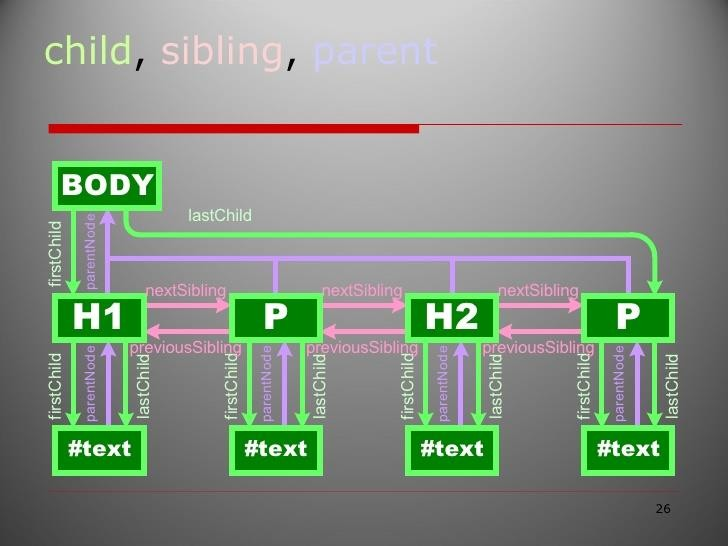 child, sibling, parent
BODY
lastChild
firstChild
parentNode
nextSibling
nextSibling
nextSibling
H1
P
H2
P
previousSibling
previousSibling
previousSibling
firstChild
parentNode
lastChild
firstChild
parentNode
lastChild
firstChild
parentNode
lastChild
firstChild
parentNode
lastChild
#text
#text
#text
#text
26